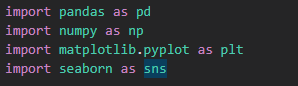 import pandas as pd
import numpy as np
import matplotlib.pyplot as plt
import seaborn as sns